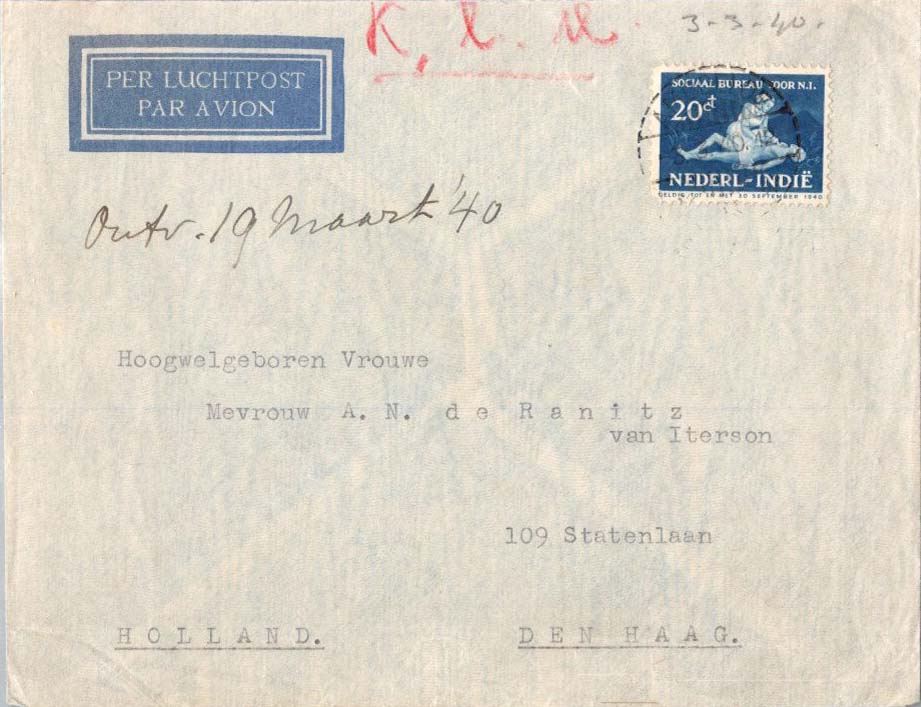 K.L.M.
3-3-40.
PER LUCHTPOST
PAR AVION
SOCIAAL BUREAU VOOR N.I.
20ct
NEDERL-INDIË
GELDIG TOT EN MET 30 SEPTEMBER 1940
Ontv. 19 Maart '40
Hoogwelgeboren Vrouwe
Mevrouw A. N. de Ranitz
van Iterson
109 Statenlaan
HOLLAND.
DEN HAAG.